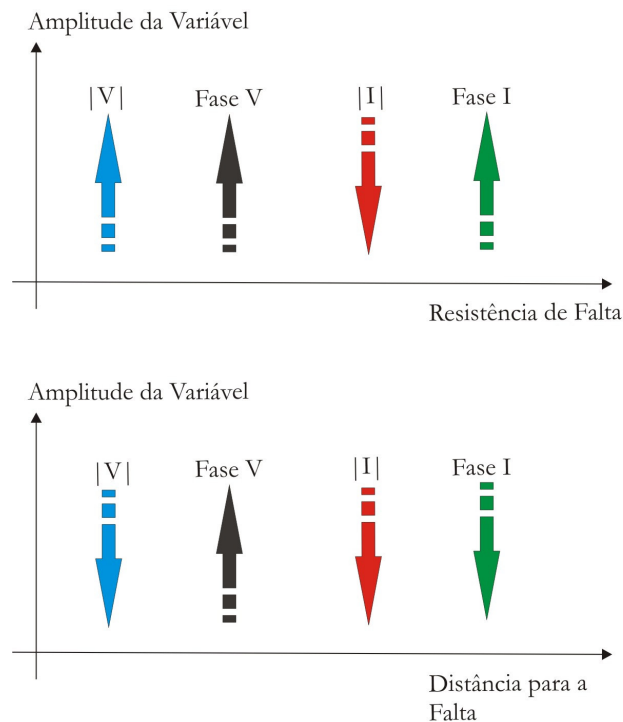 Amplitude da Variável
|V| Fase V |I| Fase I
Resistência de Falta
Amplitude da Variável
|V| Fase V |I| Fase I
Distância para a
Falta